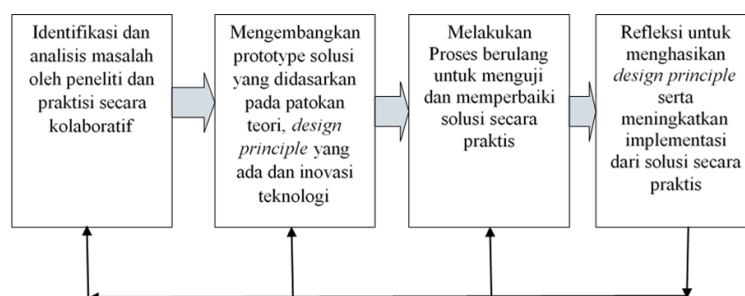 Identifikasi dan
analisis masalah
oleh peneliti dan
praktisi secara
kolaboratif
Mengembangkan
prototype solusi
yang didasarkan
pada patokan
teori, design
principle yang
ada dan inovasi
teknologi
Melakukan
Proses berulang
untuk menguji
dan memperbaiki
solusi secara
praktis
Refleksi untuk
menghasikan
design principle
serta
meningkatkan
implementasi
dari solusi secara
praktis